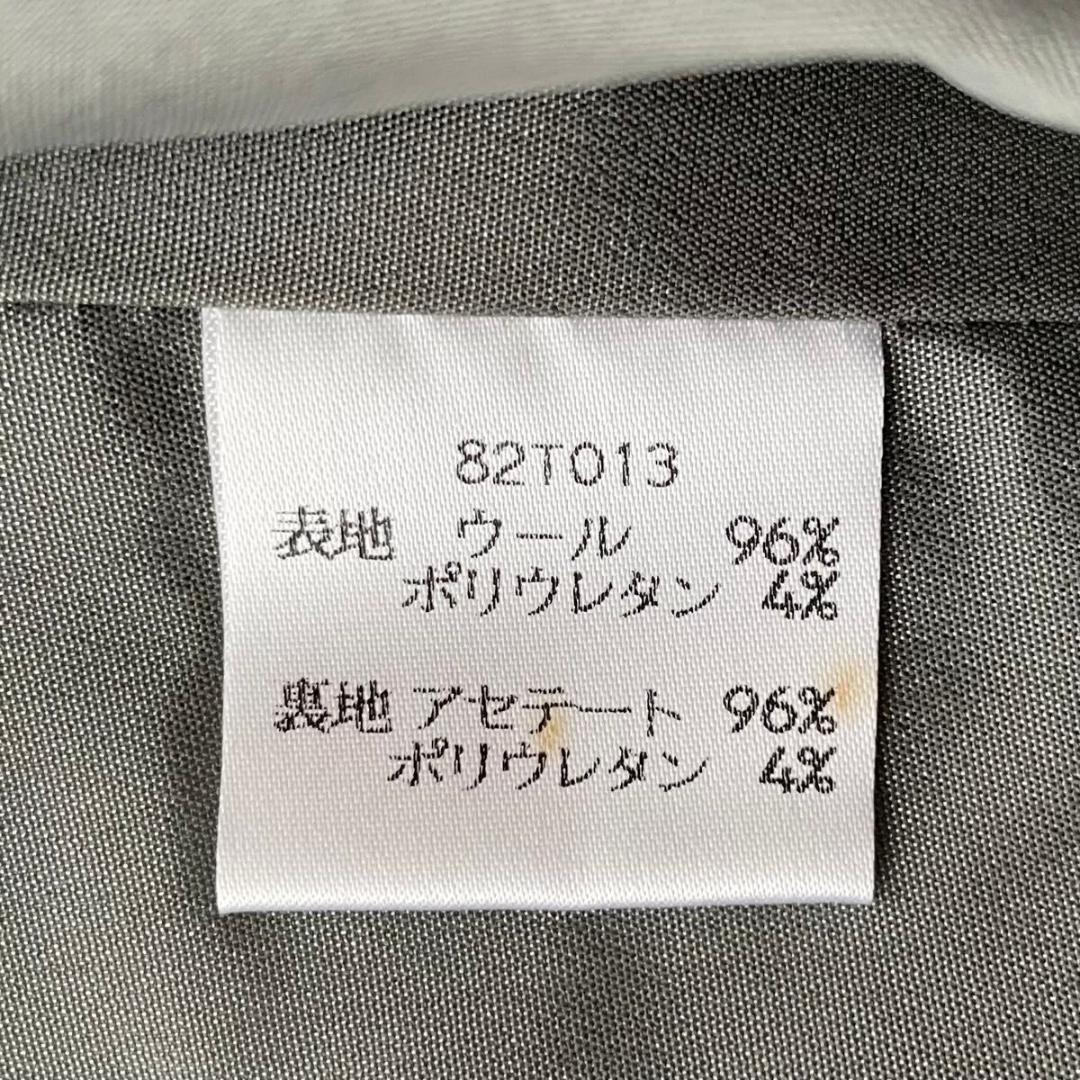 82T013
表地 ウール 96%
ポリウレタン 4%
裏地 アセテート 96%
ポリウレタン 4%